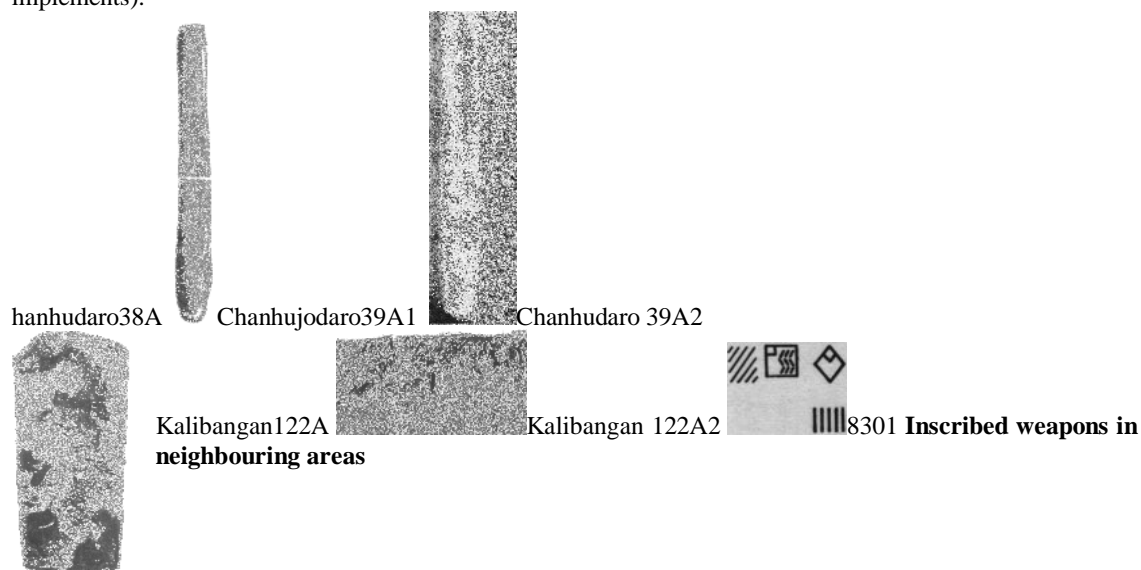 implements).
hanhudaro38A Chanhujodaro39A1 Chanhudaro 39A2
Kalibangan122A Kalibangan 122A2 8301 Inscribed weapons in
neighbouring areas